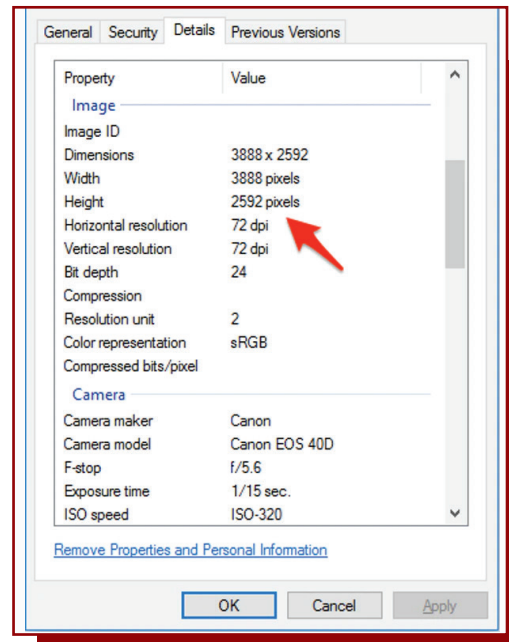 General Security Details Previous Versions
Property Value
Image
Image ID
Dimensions 3888 x 2592
Width 3888 pixels
Height 2592 pixels
Horizontal resolution 72 dpi
Vertical resolution 72 dpi
Bit depth 24
Compression
Resolution unit 2
Color representation sRGB
Compressed bits/pixel
Camera
Camera maker Canon
Camera model Canon EOS 40D
F-stop f/5.6
Exposure time 1/15 sec.
ISO speed ISO-320
Remove Properties and Personal Information
OK Cancel Apply